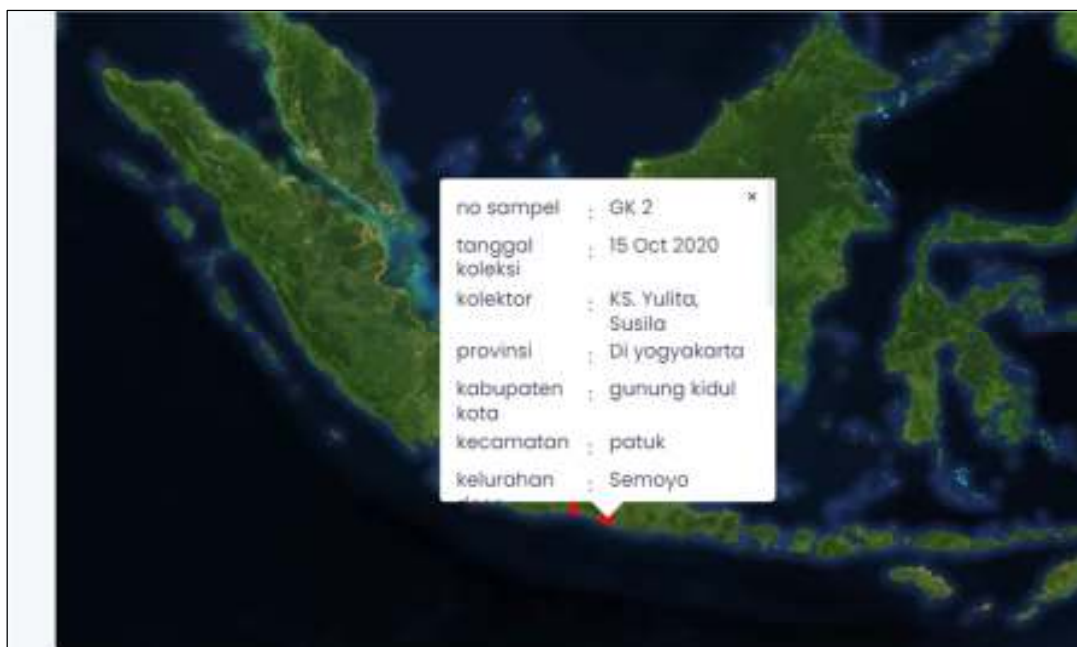 ×
no sampel : GK 2
tanggal koleksi : 15 Oct 2020
kolektor : KS. Yulita, Susila
provinsi : Di yogyakarta
kabupaten kota : gunung kidul
kecamatan : patuk
kelurahan : Semoyo